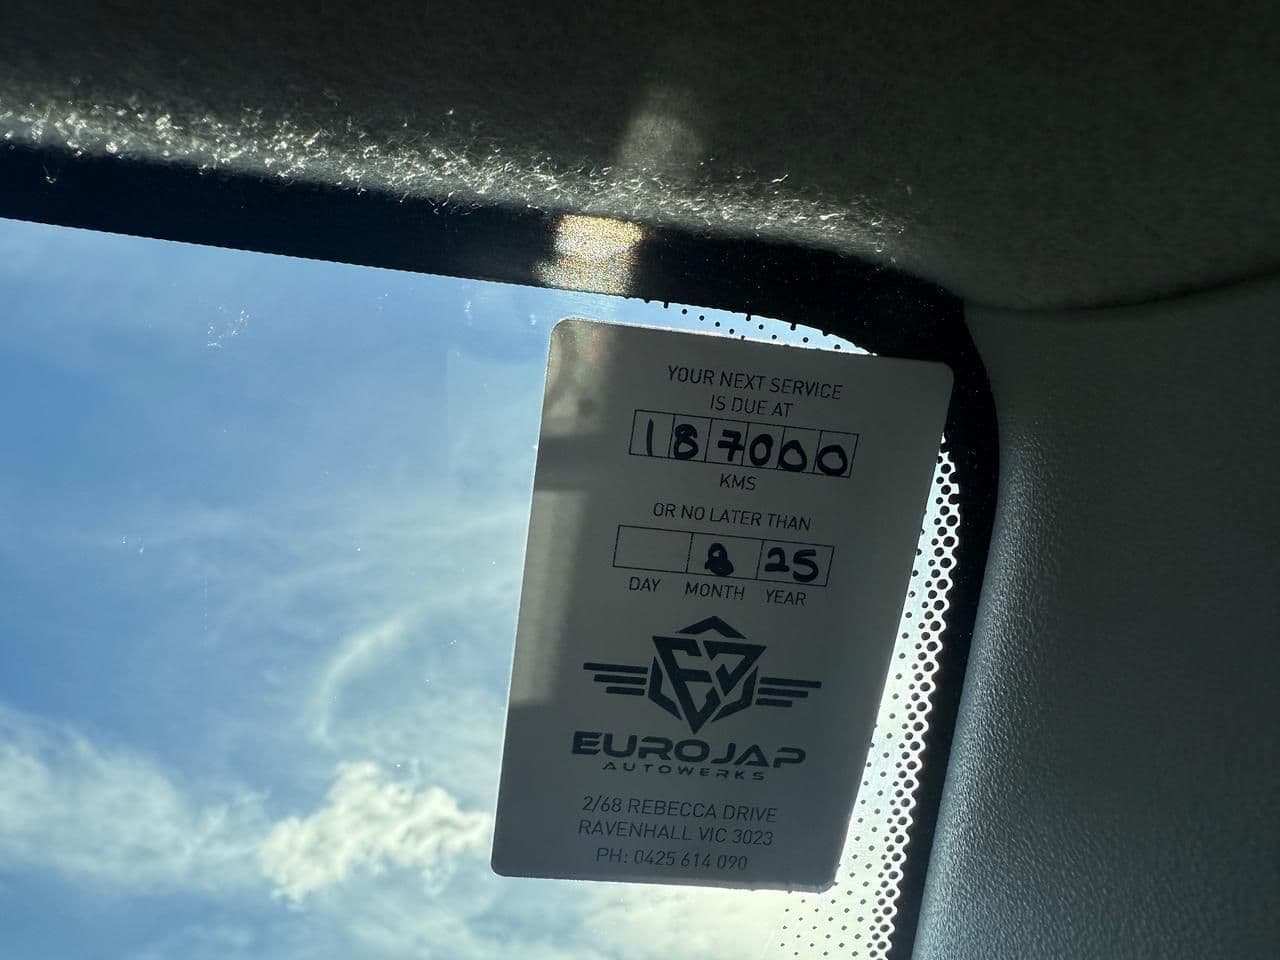 YOUR NEXT SERVICE
IS DUE AT
187000
KMS
OR NO LATER THAN
8 25
DAY MONTH YEAR
EJ
EUROJAP
AUTOWERKS
2/68 REBECCA DRIVE
RAVENHALL VIC 3023
PH: 0425 614 090